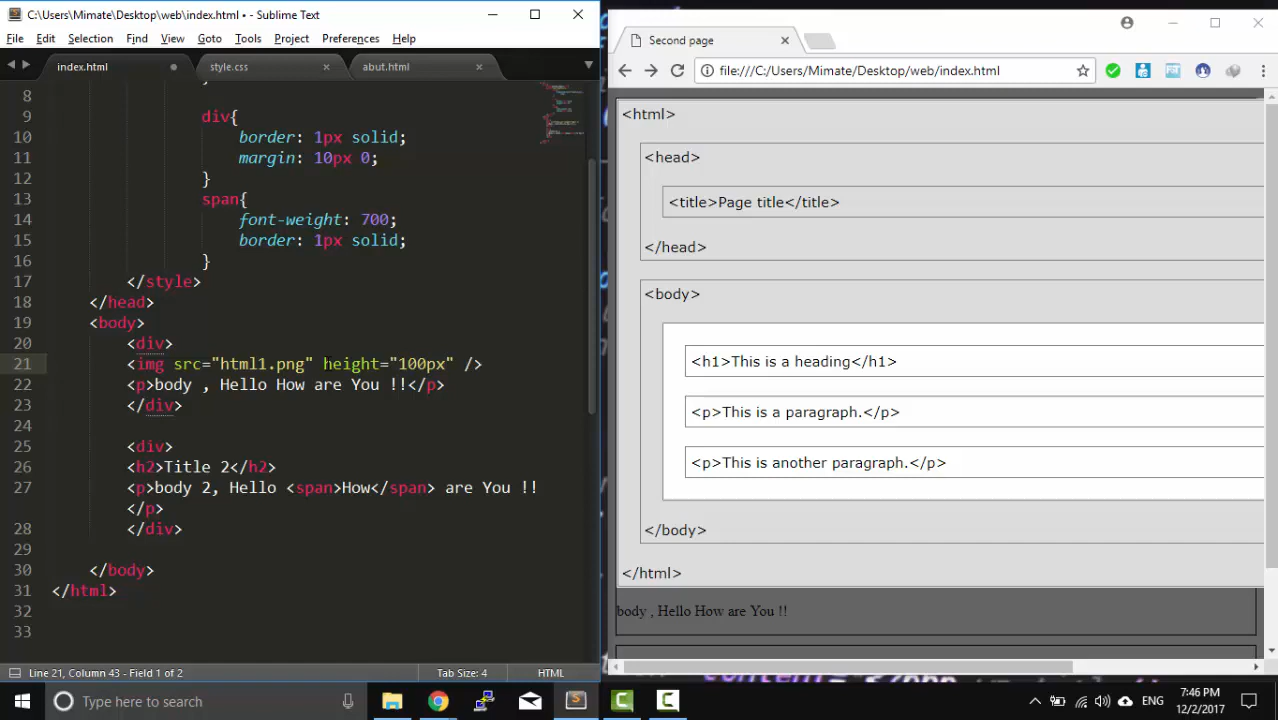 C:\Users\Mimate\Desktop\web\index.html • - Sublime Text
File Edit Selection Find View Goto Tools Project Preferences Help
index.html style.css abut.html
8 }
9 div{
10 border: 1px solid;
11 margin: 10px 0;
12 }
13 span{
14 font-weight: 700;
15 border: 1px solid;
16 }
17 </style>
18 </head>
19 <body>
20 <div>
21 <img src="html1.png" height="100px" />
22 <p>body , Hello How are You !!</p>
23 </div>
24
25 <div>
26 <h2>Title 2</h2>
27 <p>body 2, Hello <span>How</span> are You !!
</p>
28 </div>
29
30 </body>
31 </html>
32
33
Line 21, Column 43 - Field 1 of 2 Tab Size: 4 HTML
Second page
file:///C:/Users/Mimate/Desktop/web/index.html
<html>
<head>
<title>Page title</title>
</head>
<body>
<h1>This is a heading</h1>
<p>This is a paragraph.</p>
<p>This is another paragraph.</p>
</body>
</html>
body , Hello How are You !!
Type here to search
ENG
7:46 PM
12/2/2017